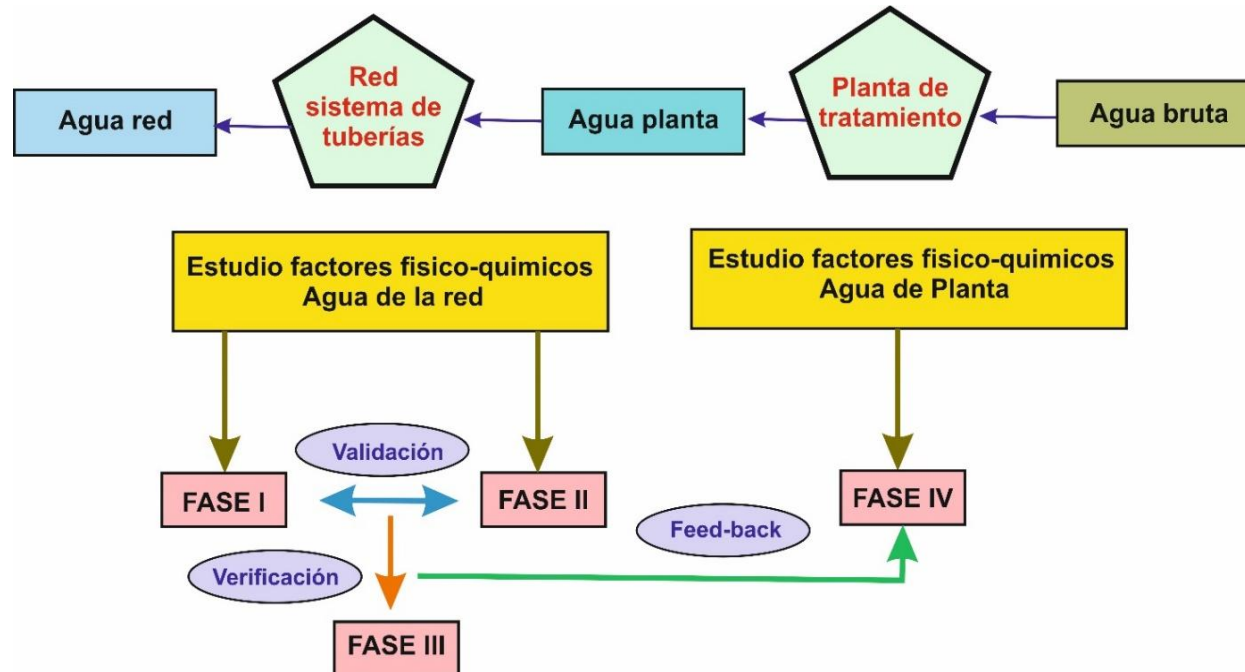 Agua red
Red
sistema de
tuberías
Agua planta
Planta de
tratamiento
Agua bruta
Estudio factores fisico-quimicos
Agua de la red
Estudio factores fisico-quimicos
Agua de Planta
Validación
FASE I
FASE II
FASE IV
Feed-back
Verificación
FASE III